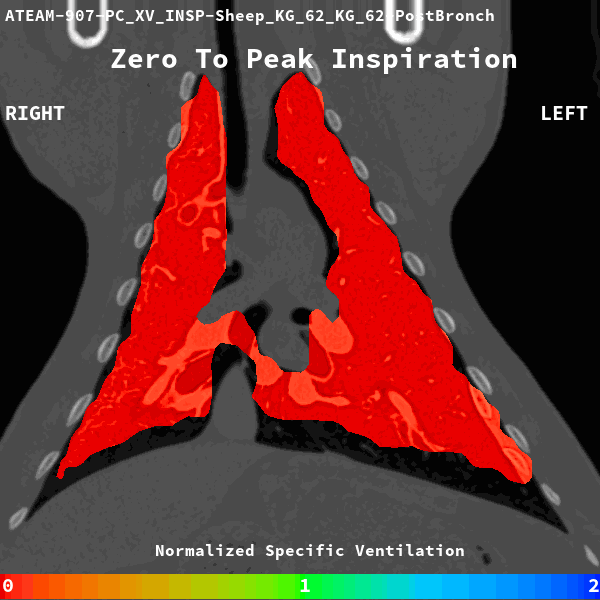 ATEAM-907-PC_XV_INSP-Sheep_KG_62_KG_62_PostBronch
Zero To Peak Inspiration
RIGHT
LEFT
Normalized Specific Ventilation
0 1 2